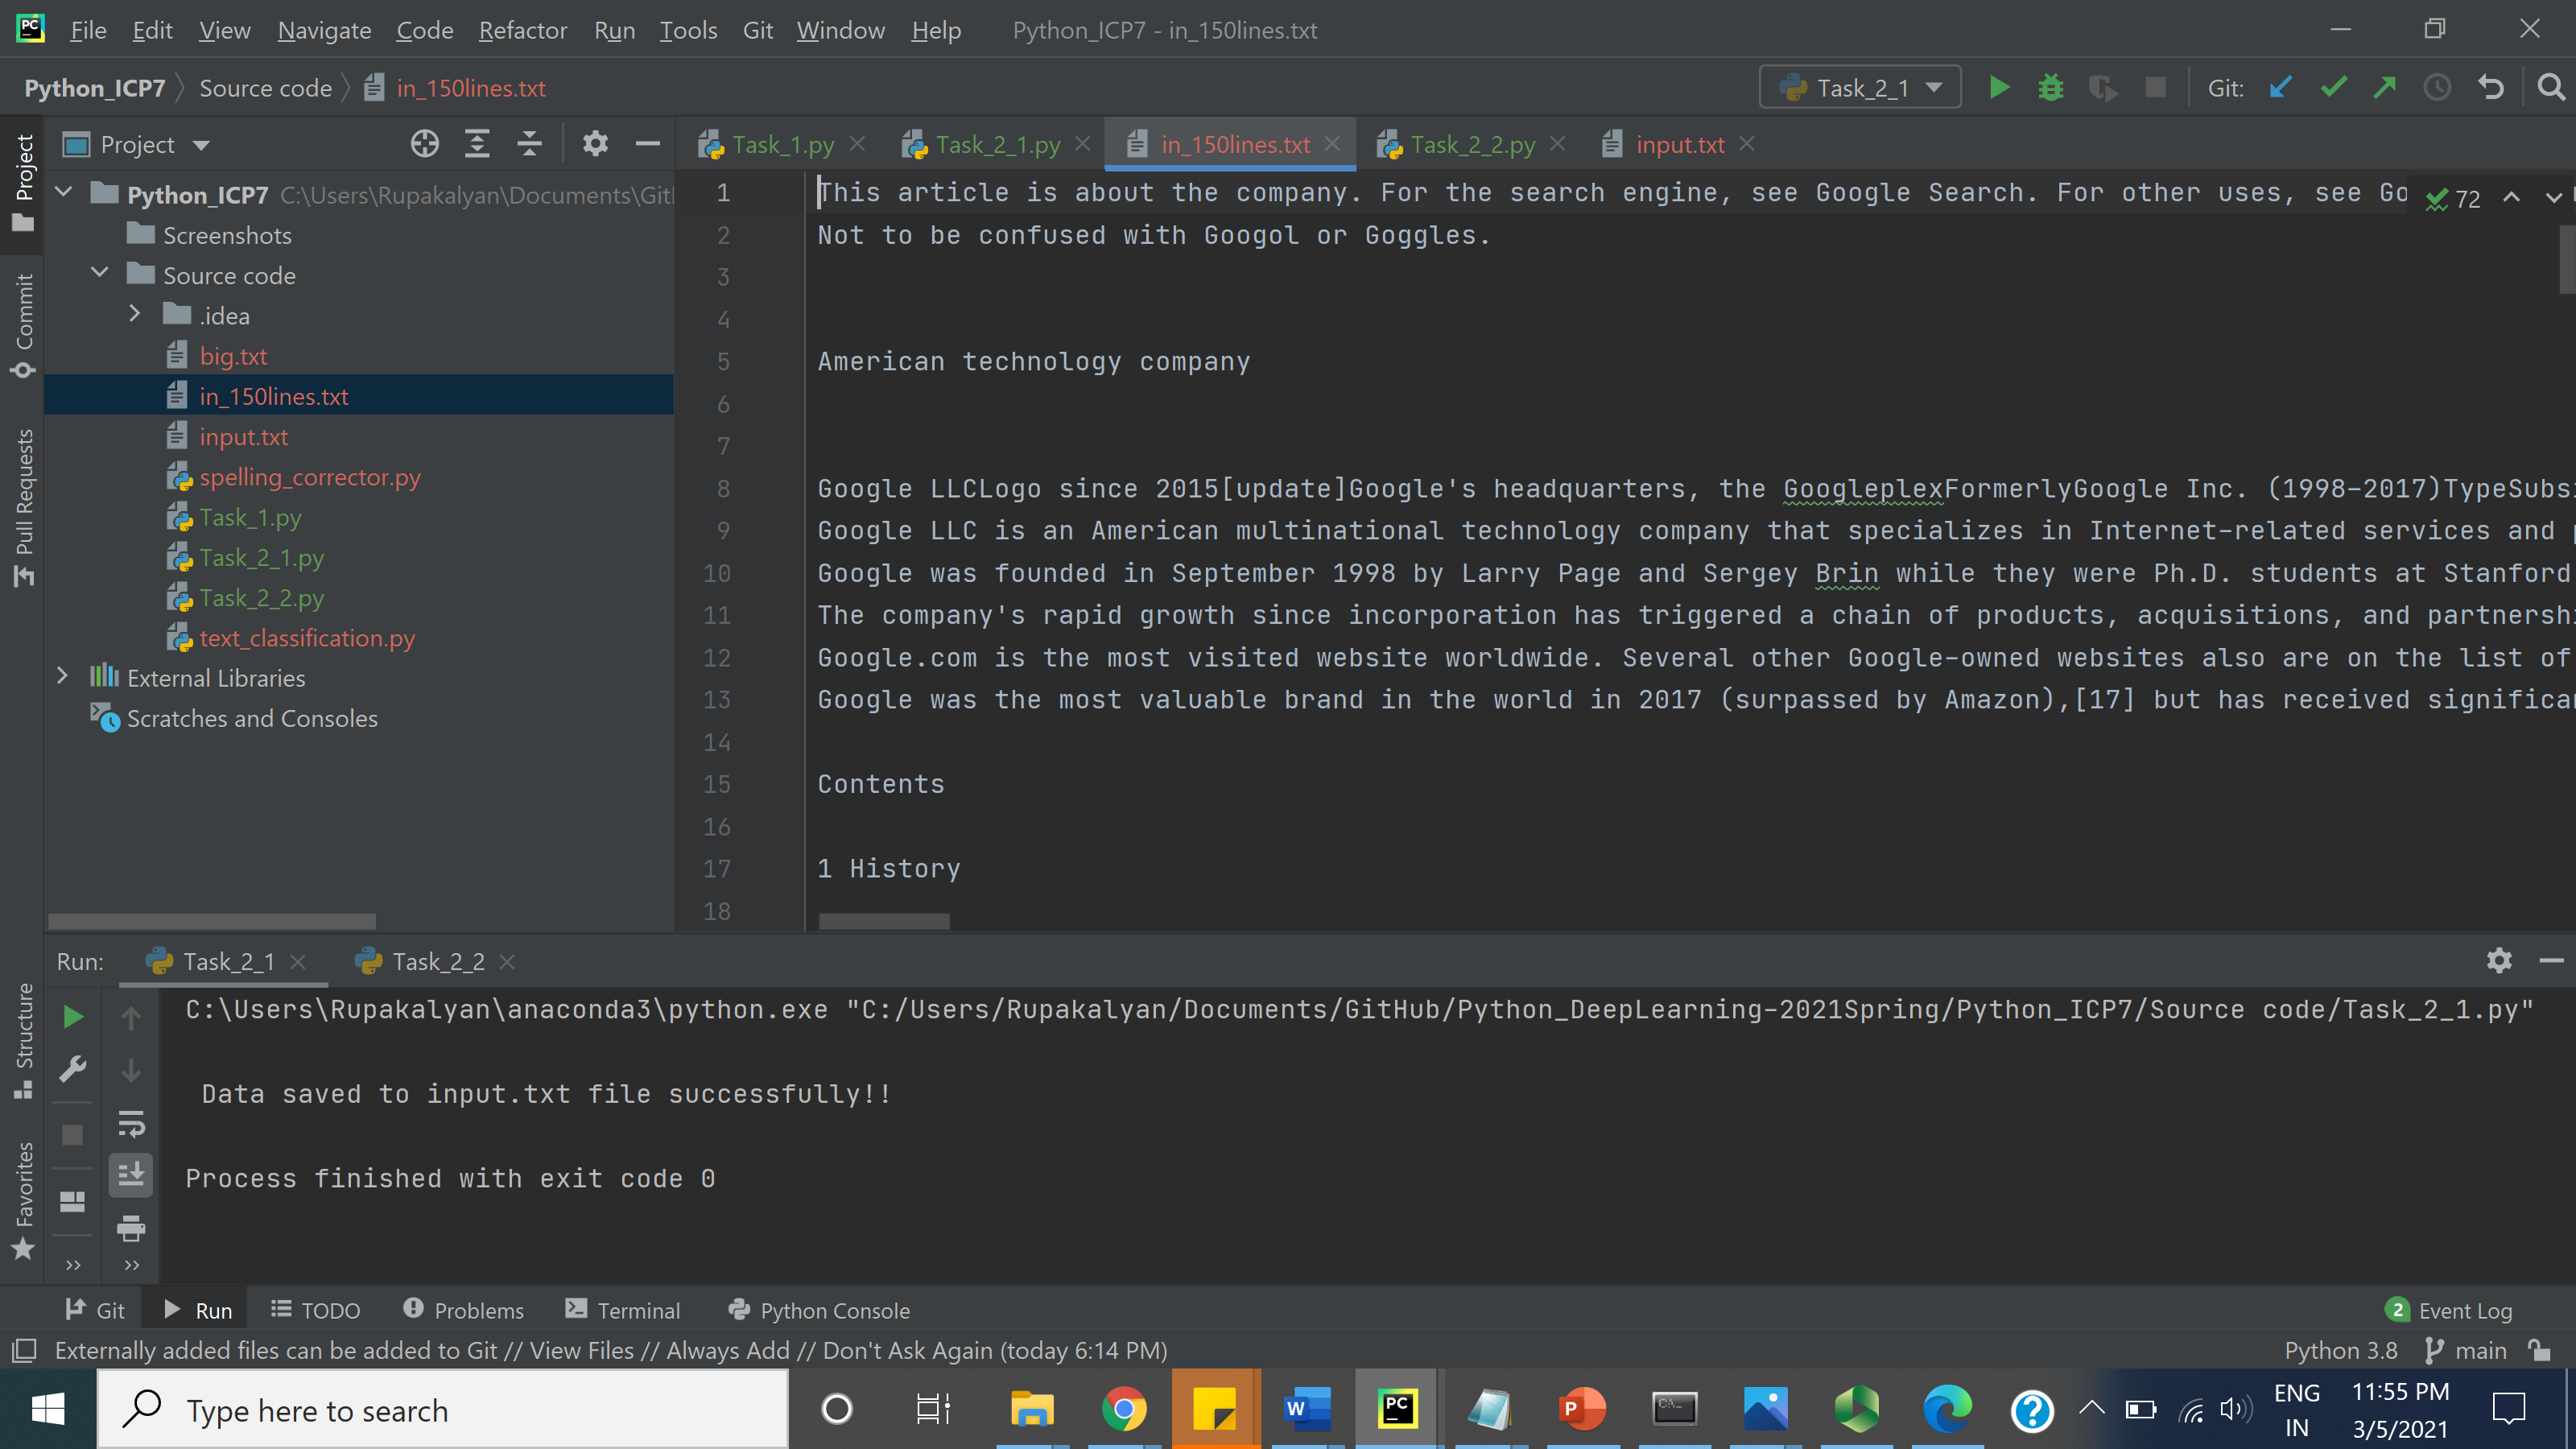 File Edit View Navigate Code Refactor Run Tools Git Window Help Python_ICP7 - in_150lines.txt
Python_ICP7 Source code in_150lines.txt Task_2_1 Git:
Project Task_1.py Task_2_1.py in_150lines.txt Task_2_2.py input.txt
Project
Commit
Pull Requests
Python_ICP7 C:\Users\Rupakalyan\Documents\Git
Screenshots
Source code
.idea
big.txt
in_150lines.txt
input.txt
spelling_corrector.py
Task_1.py
Task_2_1.py
Task_2_2.py
text_classification.py
External Libraries
Scratches and Consoles
1 This article is about the company. For the search engine, see Google Search. For other uses, see Go 72
2 Not to be confused with Googol or Goggles.
3
4
5 American technology company
6
7
8 Google LLCLogo since 2015[update]Google's headquarters, the GoogleplexFormerlyGoogle Inc. (1998-2017)TypeSubsi
9 Google LLC is an American multinational technology company that specializes in Internet-related services and p
10 Google was founded in September 1998 by Larry Page and Sergey Brin while they were Ph.D. students at Stanford
11 The company's rapid growth since incorporation has triggered a chain of products, acquisitions, and partnershi
12 Google.com is the most visited website worldwide. Several other Google-owned websites also are on the list of
13 Google was the most valuable brand in the world in 2017 (surpassed by Amazon),[17] but has received significan
14
15 Contents
16
17 1 History
18
Run: Task_2_1 Task_2_2
Structure
Favorites
C:\Users\Rupakalyan\anaconda3\python.exe "C:/Users/Rupakalyan/Documents/GitHub/Python_DeepLearning-2021Spring/Python_ICP7/Source code/Task_2_1.py"
Data saved to input.txt file successfully!!
Process finished with exit code 0
Git Run TODO Problems Terminal Python Console 2 Event Log
Externally added files can be added to Git // View Files // Always Add // Don't Ask Again (today 6:14 PM) Python 3.8 main
Type here to search ENG 11:55 PM
IN 3/5/2021